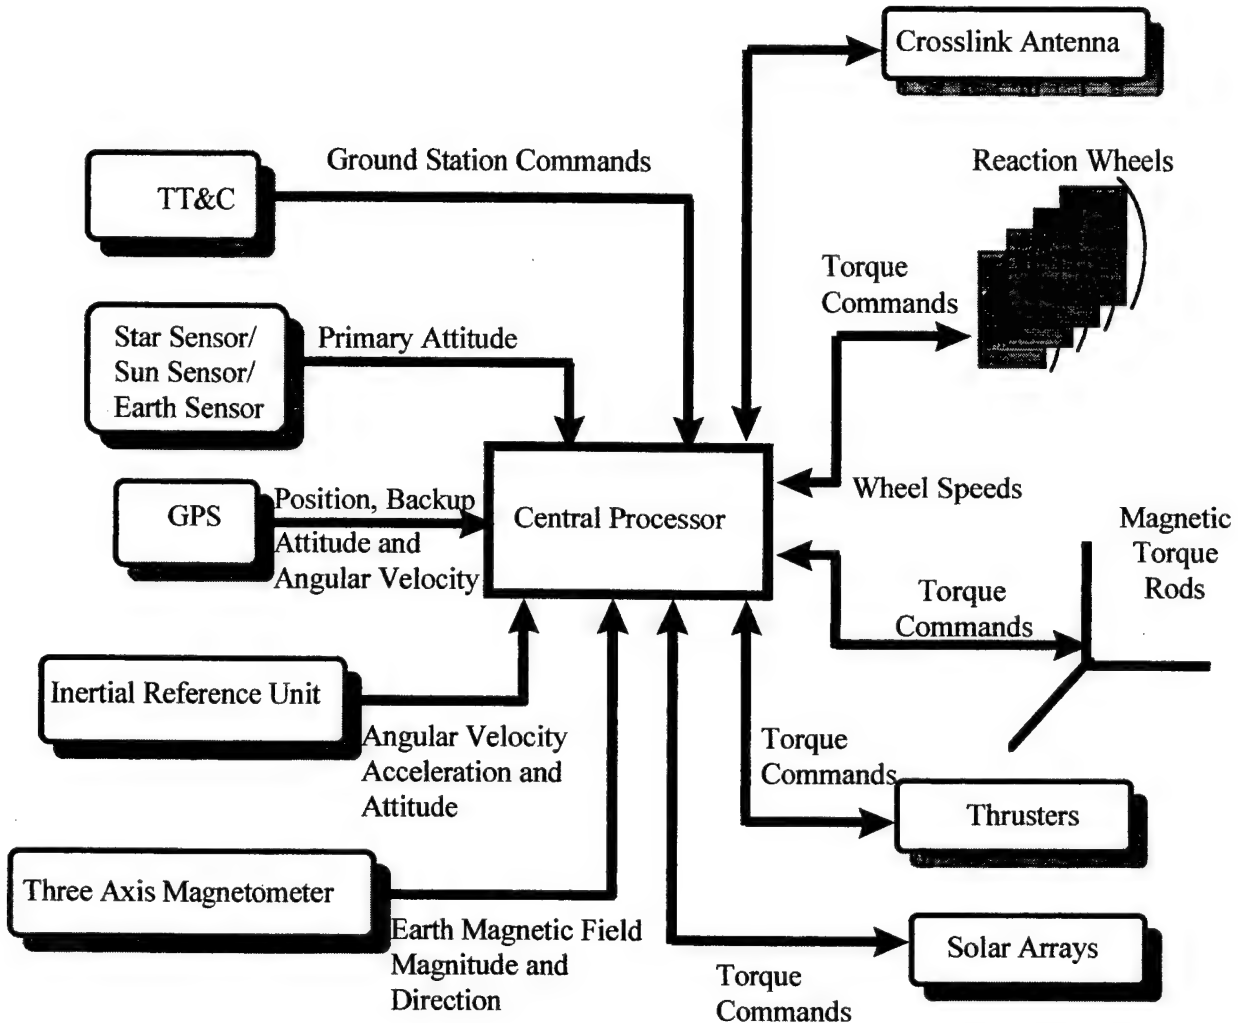 Crosslink Antenna
Ground Station Commands
Reaction Wheels
TT&C
Torque
Commands
Star Sensor/
Sun Sensor/
Earth Sensor
Primary Attitude
Wheel Speeds
GPS
Position, Backup
Attitude and
Angular Velocity
Central Processor
Magnetic
Torque
Rods
Torque
Commands
Inertial Reference Unit
Angular Velocity
Acceleration and
Attitude
Torque
Commands
Thrusters
Three Axis Magnetometer
Earth Magnetic Field
Magnitude and
Direction
Solar Arrays
Torque
Commands